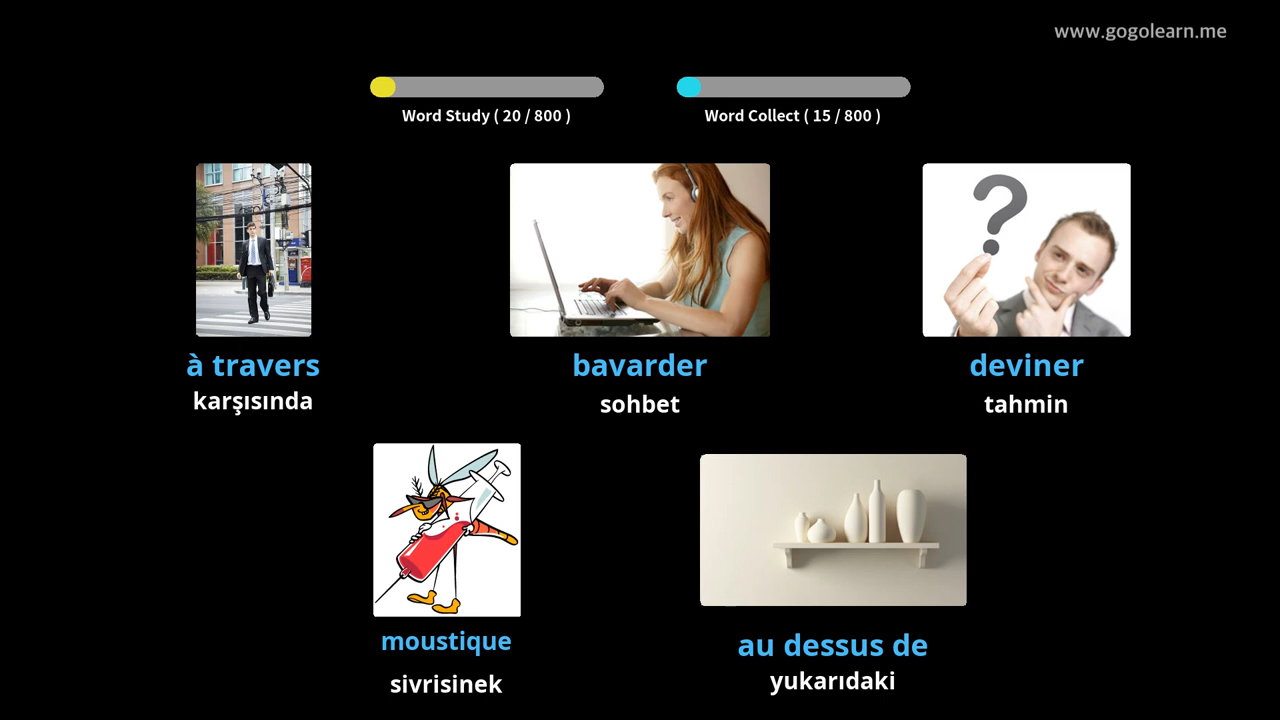 www.gogolearn.me
Word Study ( 20 / 800 )
Word Collect ( 15 / 800 )
à travers
karşısında
bavarder
sohbet
deviner
tahmin
moustique
sivrisinek
au dessus de
yukarıdaki